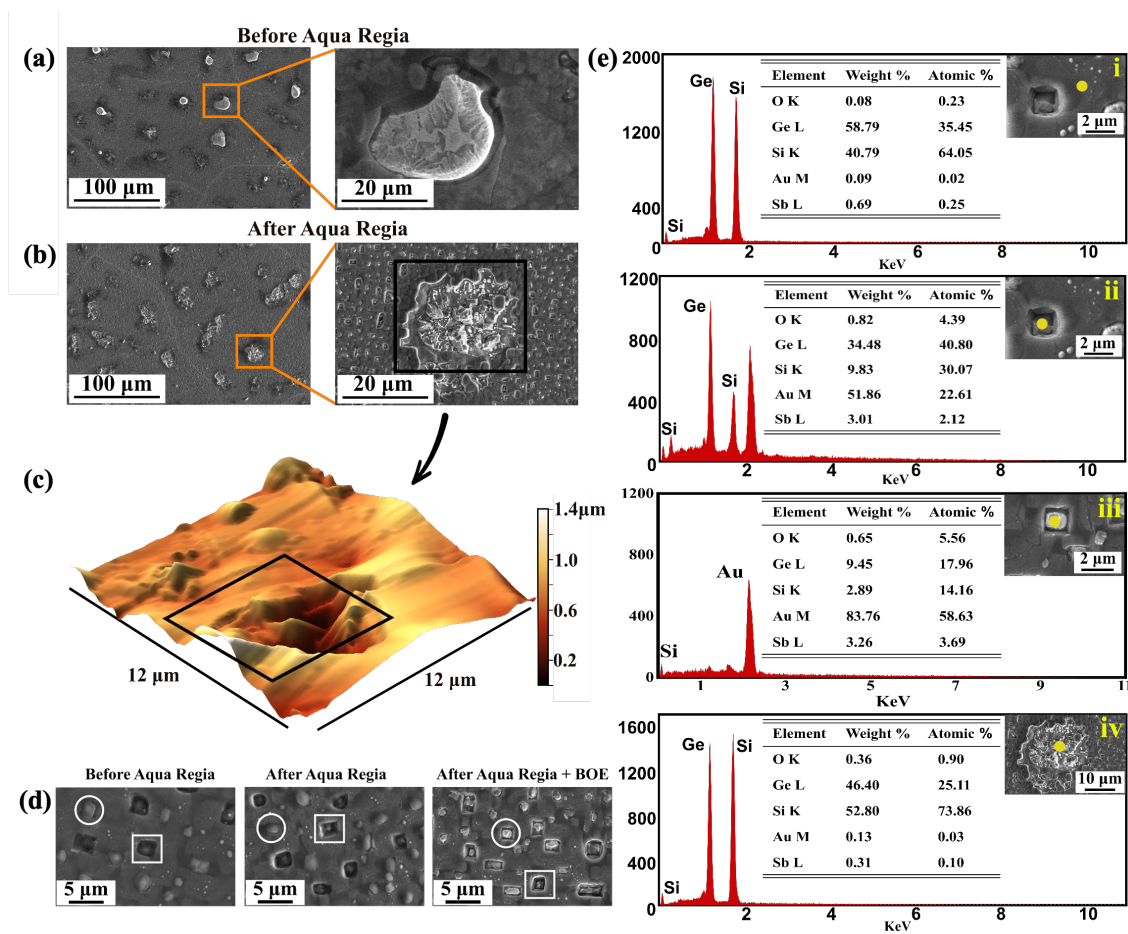 Before Aqua Regia
(a)
100 µm
20 µm
After Aqua Regia
(b)
100 µm
20 µm
(c)
1.4µm
1.0
0.6
0.2
12 µm
12 µm
(d)
Before Aqua Regia
After Aqua Regia
After Aqua Regia + BOE
5 µm
5 µm
5 µm
(e)
2000
1200
400
0
Ge
Si
Si
Element Weight % Atomic %
O K 0.08 0.23
Ge L 58.79 35.45
Si K 40.79 64.05
Au M 0.09 0.02
Sb L 0.69 0.25
i
2 µm
0 2 4 6 8 10
KeV
1200
800
400
0
Ge
Si
Si
Element Weight % Atomic %
O K 0.82 4.39
Ge L 34.48 40.80
Si K 9.83 30.07
Au M 51.86 22.61
Sb L 3.01 2.12
ii
2 µm
0 2 4 6 8 10
KeV
1200
900
600
300
0
Au
Si
Element Weight % Atomic %
O K 0.65 5.56
Ge L 9.45 17.96
Si K 2.89 14.16
Au M 83.76 58.63
Sb L 3.26 3.69
iii
2 µm
1 3 5 7 9 11
KeV
1600
1200
800
400
0
Ge
Si
Si
Element Weight % Atomic %
O K 0.36 0.90
Ge L 46.40 25.11
Si K 52.80 73.86
Au M 0.13 0.03
Sb L 0.31 0.10
iv
10 µm
0 2 4 6 8 10
KeV